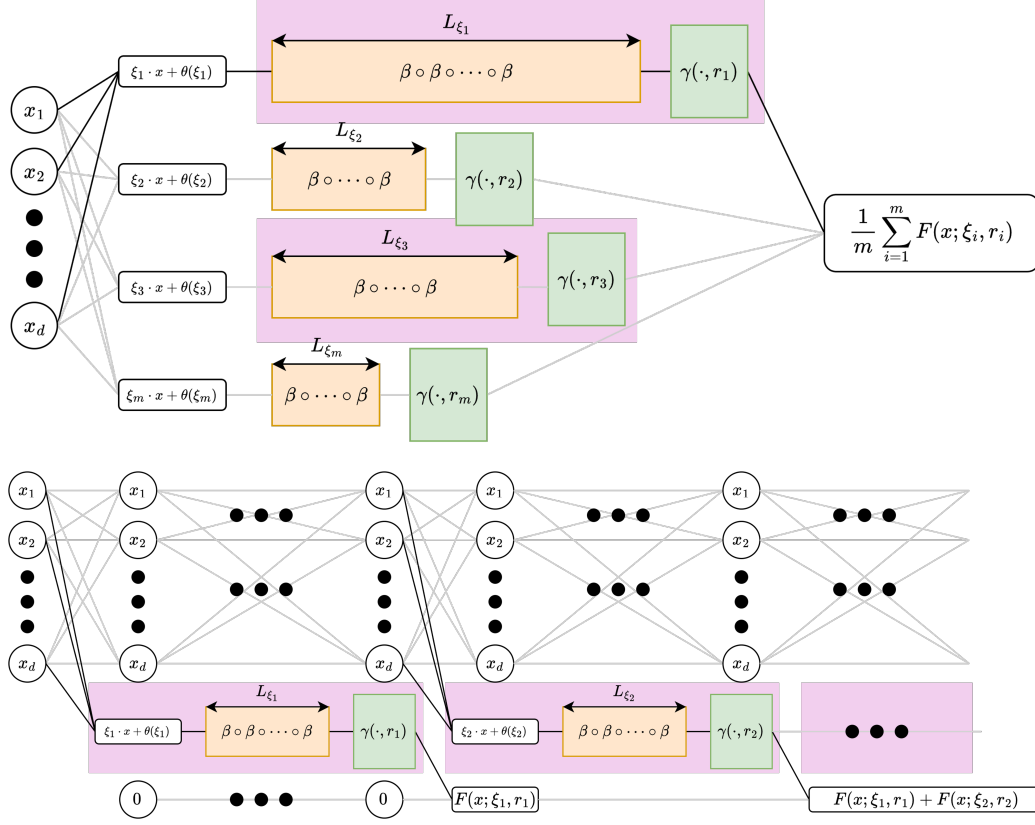 L_{ξ_1}
x_1
ξ_1 · x + θ(ξ_1)
β ∘ β ∘ ⋯ ∘ β
γ(·, r_1)
L_{ξ_2}
x_2
ξ_2 · x + θ(ξ_2)
β ∘ ⋯ ∘ β
γ(·, r_2)
\frac{1}{m} \sum_{i=1}^{m} F(x; ξ_i, r_i)
L_{ξ_3}
ξ_3 · x + θ(ξ_3)
β ∘ ⋯ ∘ β
γ(·, r_3)
x_d
L_{ξ_m}
ξ_m · x + θ(ξ_m)
β ∘ ⋯ ∘ β
γ(·, r_m)
x_1 x_1 x_1 x_1 x_1
x_2 x_2 x_2 x_2 x_2
x_d x_d x_d x_d x_d
L_{ξ_1} L_{ξ_2}
ξ_1 · x + θ(ξ_1) β ∘ β ∘ ⋯ ∘ β γ(·, r_1) ξ_2 · x + θ(ξ_2) β ∘ β ∘ ⋯ ∘ β γ(·, r_2)
0 0 F(x; ξ_1, r_1) F(x; ξ_1, r_1) + F(x; ξ_2, r_2)